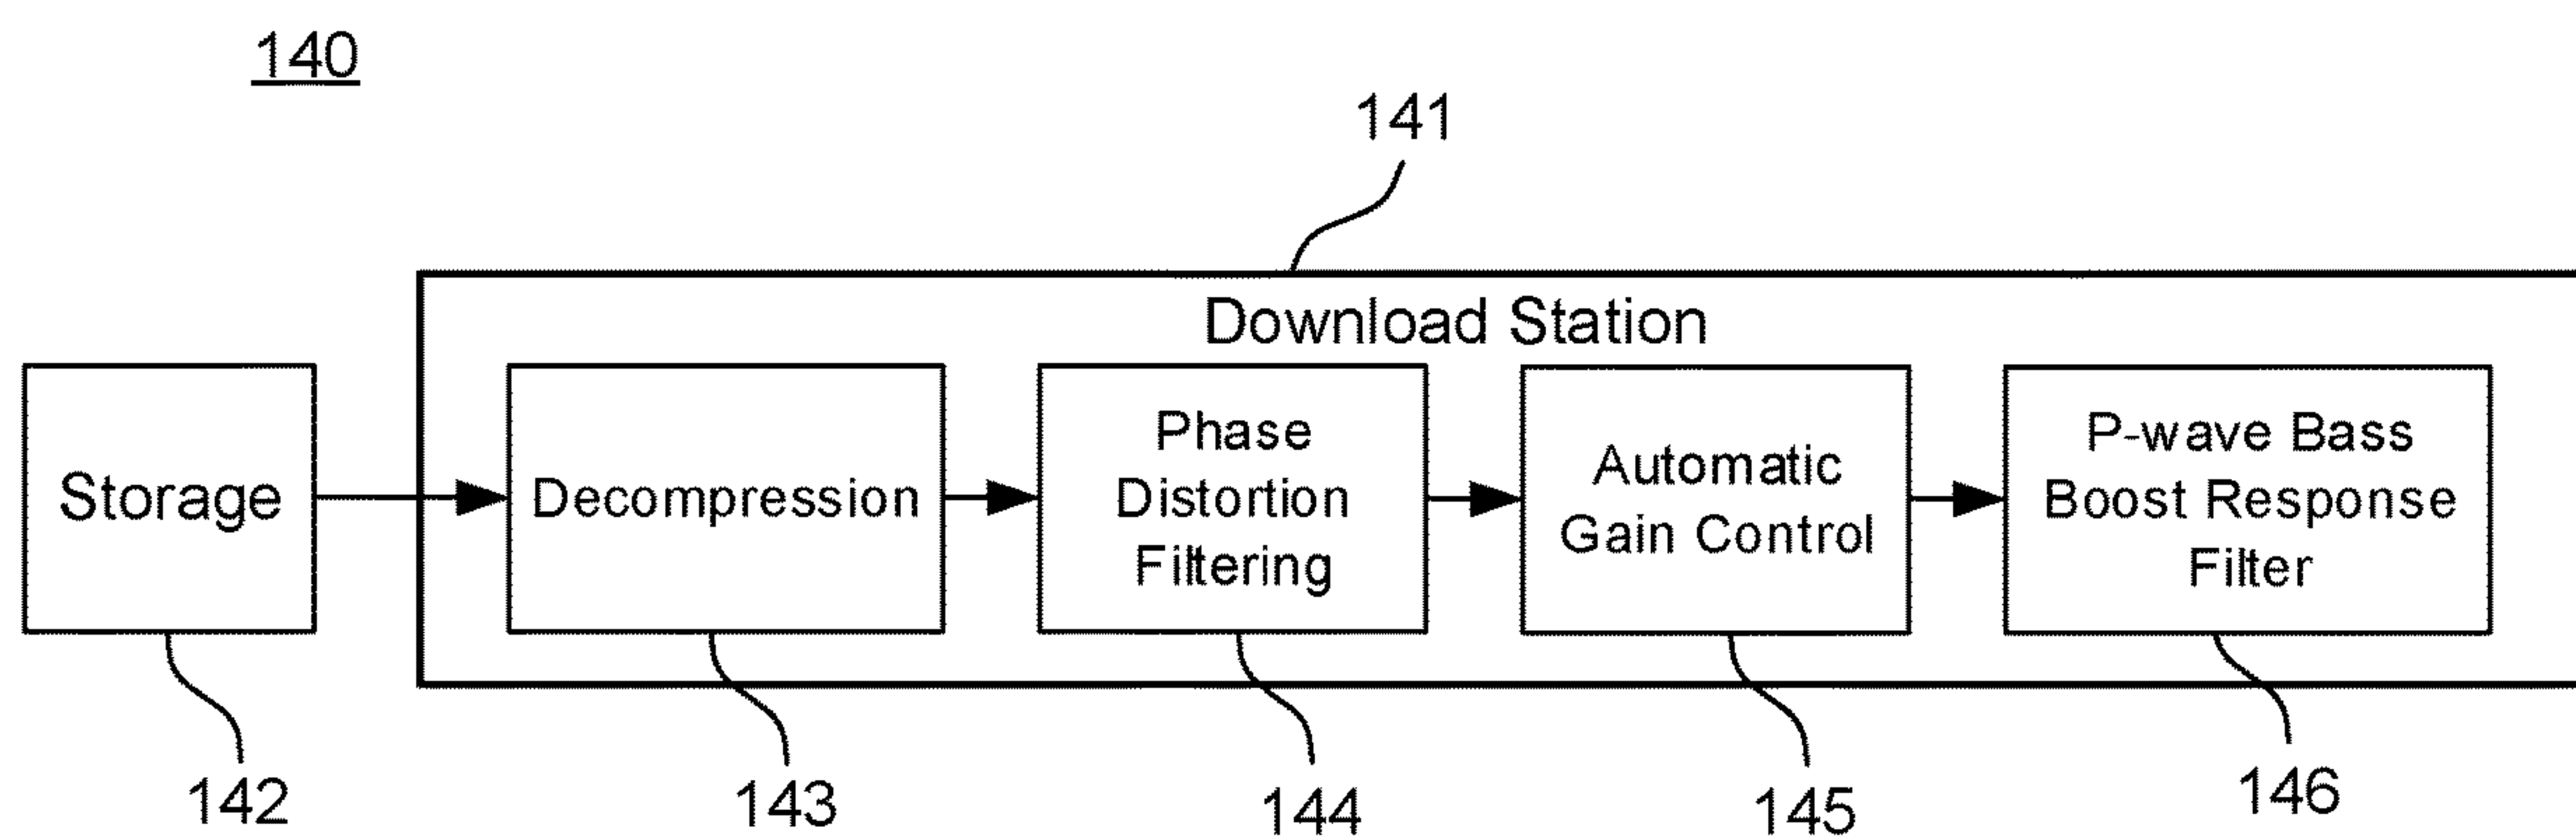 140
141
Download Station
Storage
Decompression
Phase
Distortion
Filtering
Automatic
Gain Control
P-wave Bass
Boost Response
Filter
142
143
144
145
146